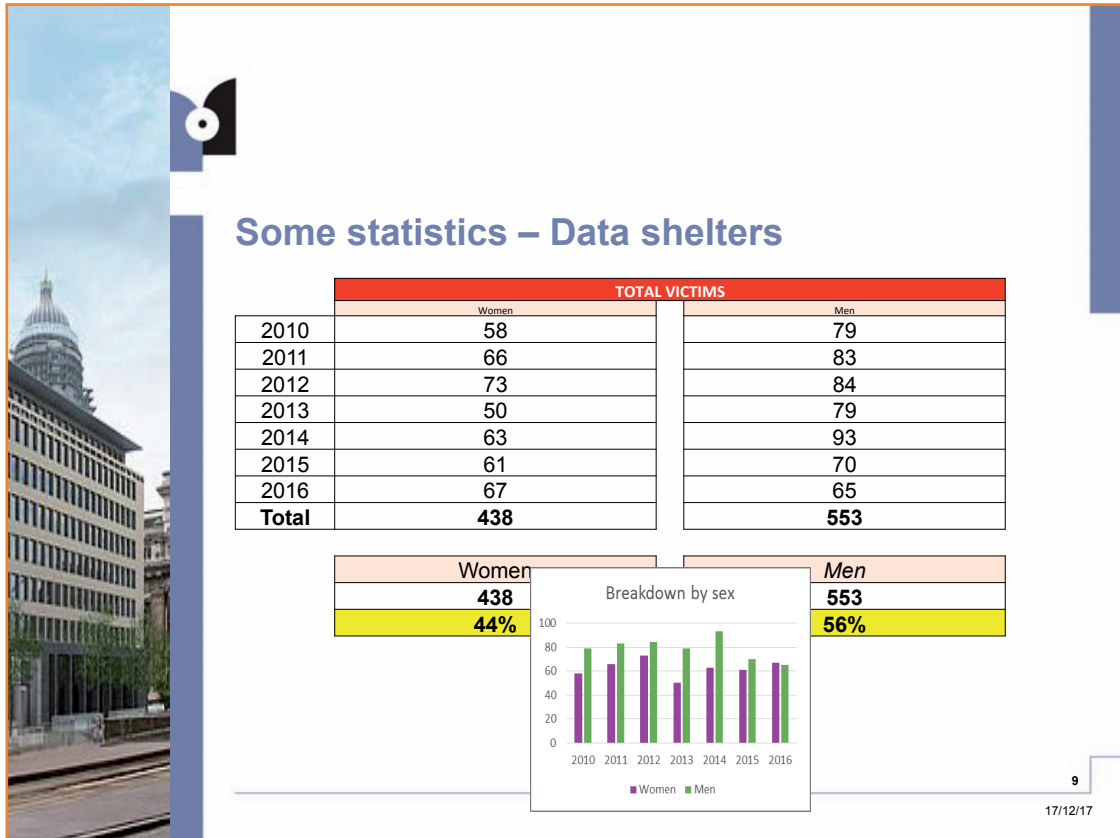 Some statistics – Data shelters
TOTAL VICTIMS
Women Men
2010 58 79
2011 66 83
2012 73 84
2013 50 79
2014 63 93
2015 61 70
2016 67 65
Total 438 553
Women Men
438 553
44% 56%
Breakdown by sex
100
80
60
40
20
0
2010 2011 2012 2013 2014 2015 2016
Women Men
9
17/12/17